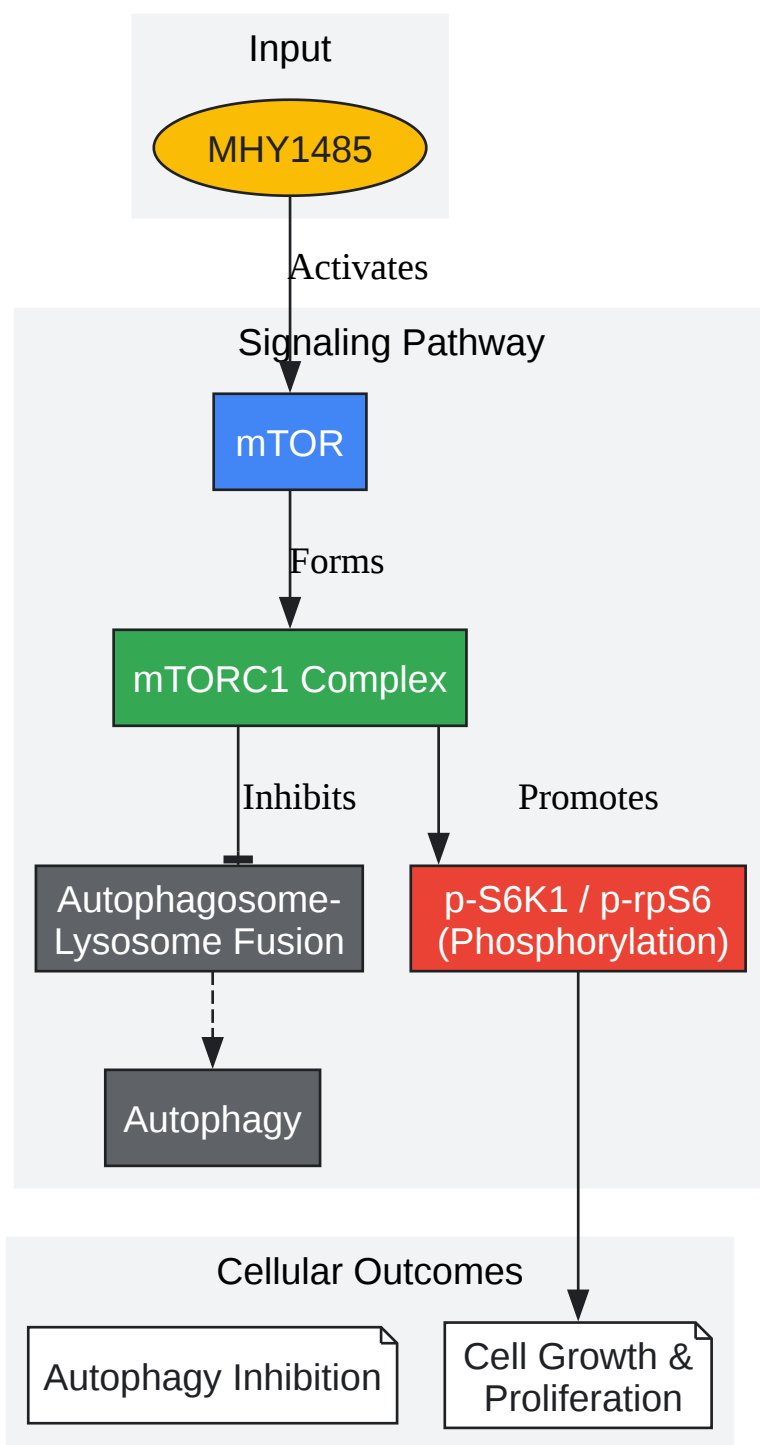 Input
MHY1485
Activates
Signaling Pathway
mTOR
Forms
mTORC1 Complex
Inhibits
Promotes
Autophagosome-
Lysosome Fusion
p-S6K1 / p-rpS6
(Phosphorylation)
Autophagy
Cellular Outcomes
Autophagy Inhibition
Cell Growth &
Proliferation